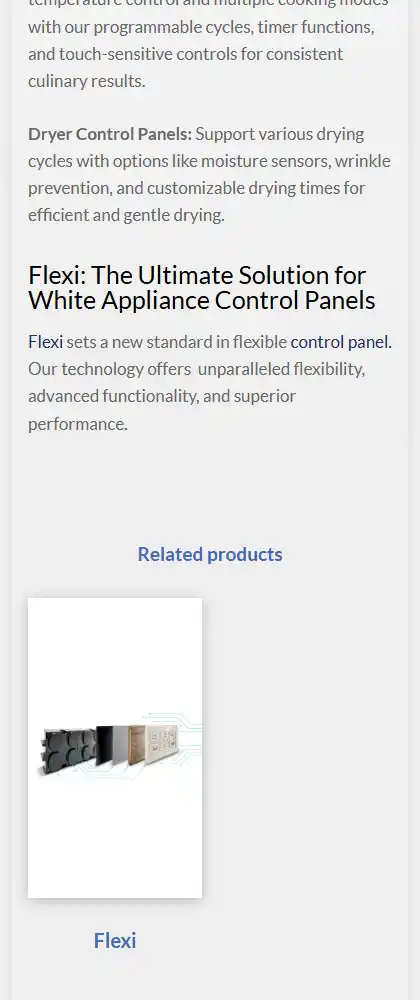 temperature control and multiple cooking modes
with our programmable cycles, timer functions,
and touch-sensitive controls for consistent
culinary results.
Dryer Control Panels: Support various drying
cycles with options like moisture sensors, wrinkle
prevention, and customizable drying times for
efficient and gentle drying.
Flexi: The Ultimate Solution for
White Appliance Control Panels
Flexi sets a new standard in flexible control panel.
Our technology offers unparalleled flexibility,
advanced functionality, and superior
performance.
Related products
Flexi